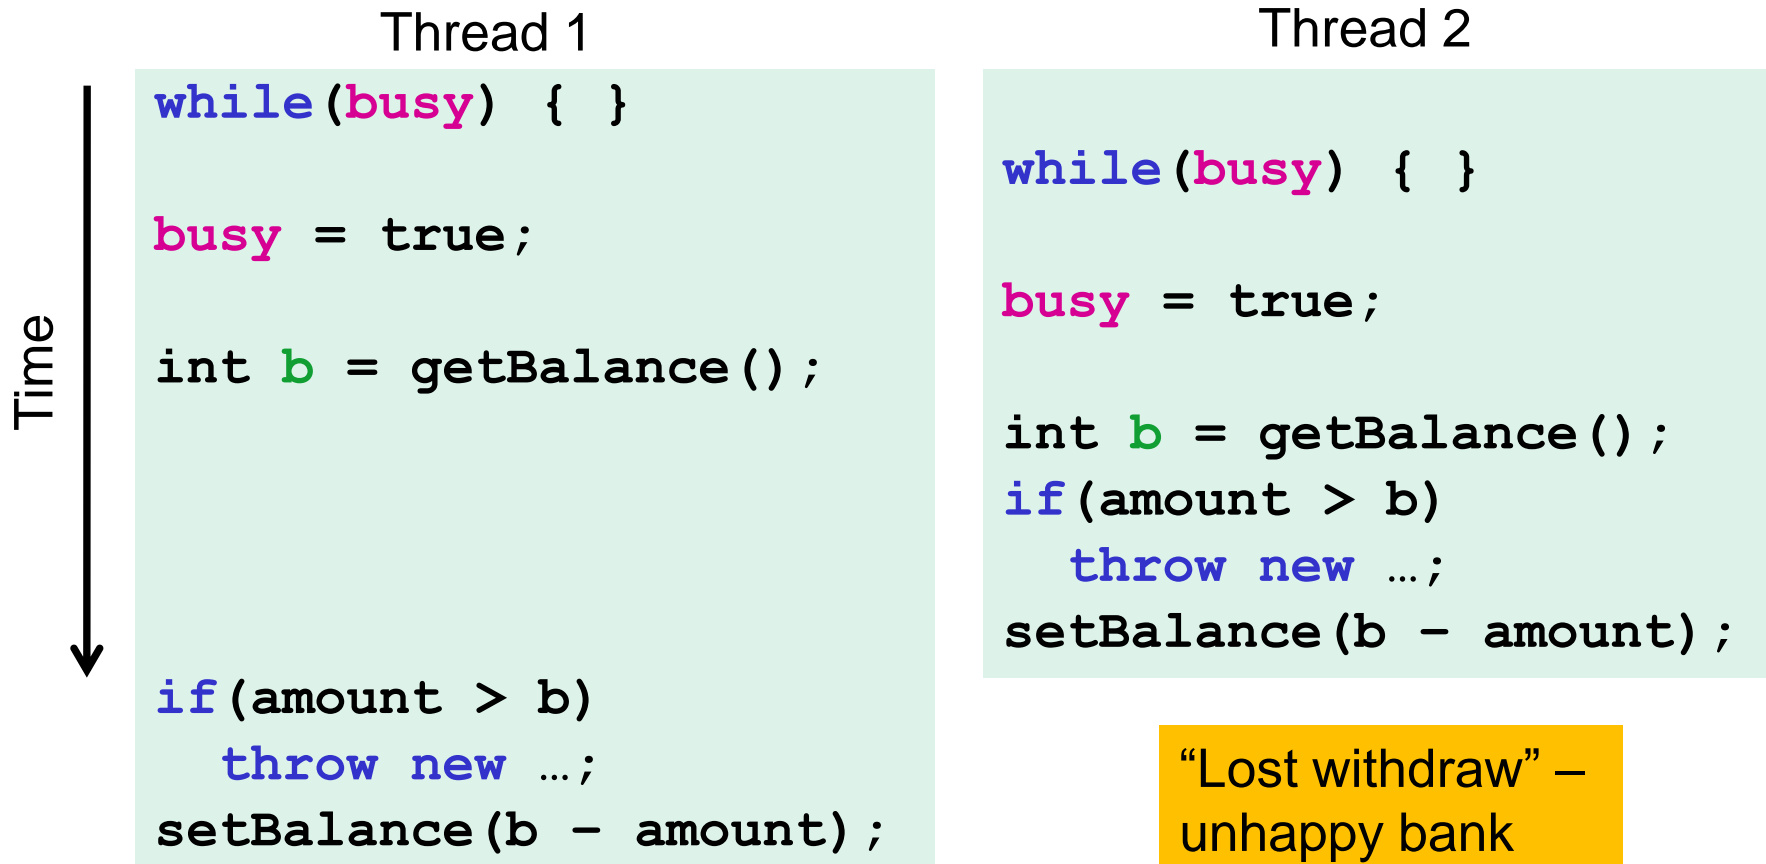 Thread 1
Time
while(busy) { }
busy = true;
int b = getBalance();
if(amount > b)
throw new …;
setBalance(b – amount);
Thread 2
while(busy) { }
busy = true;
int b = getBalance();
if(amount > b)
throw new …;
setBalance(b – amount);
“Lost withdraw” –
unhappy bank